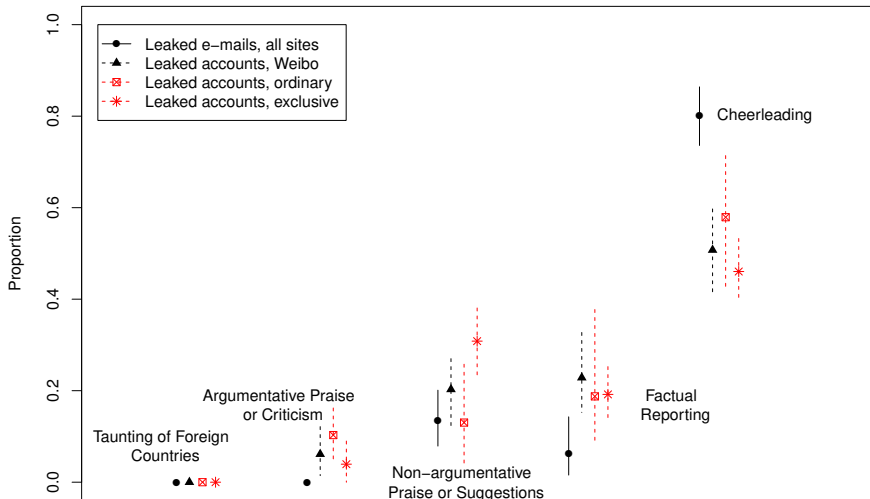 1.0
0.8
0.6
0.4
0.2
0.0
Proportion
Leaked e−mails, all sites
Leaked accounts, Weibo
Leaked accounts, ordinary
Leaked accounts, exclusive
Cheerleading
Argumentative Praise
or Criticism
Factual
Reporting
Taunting of Foreign
Countries
Non−argumentative
Praise or Suggestions